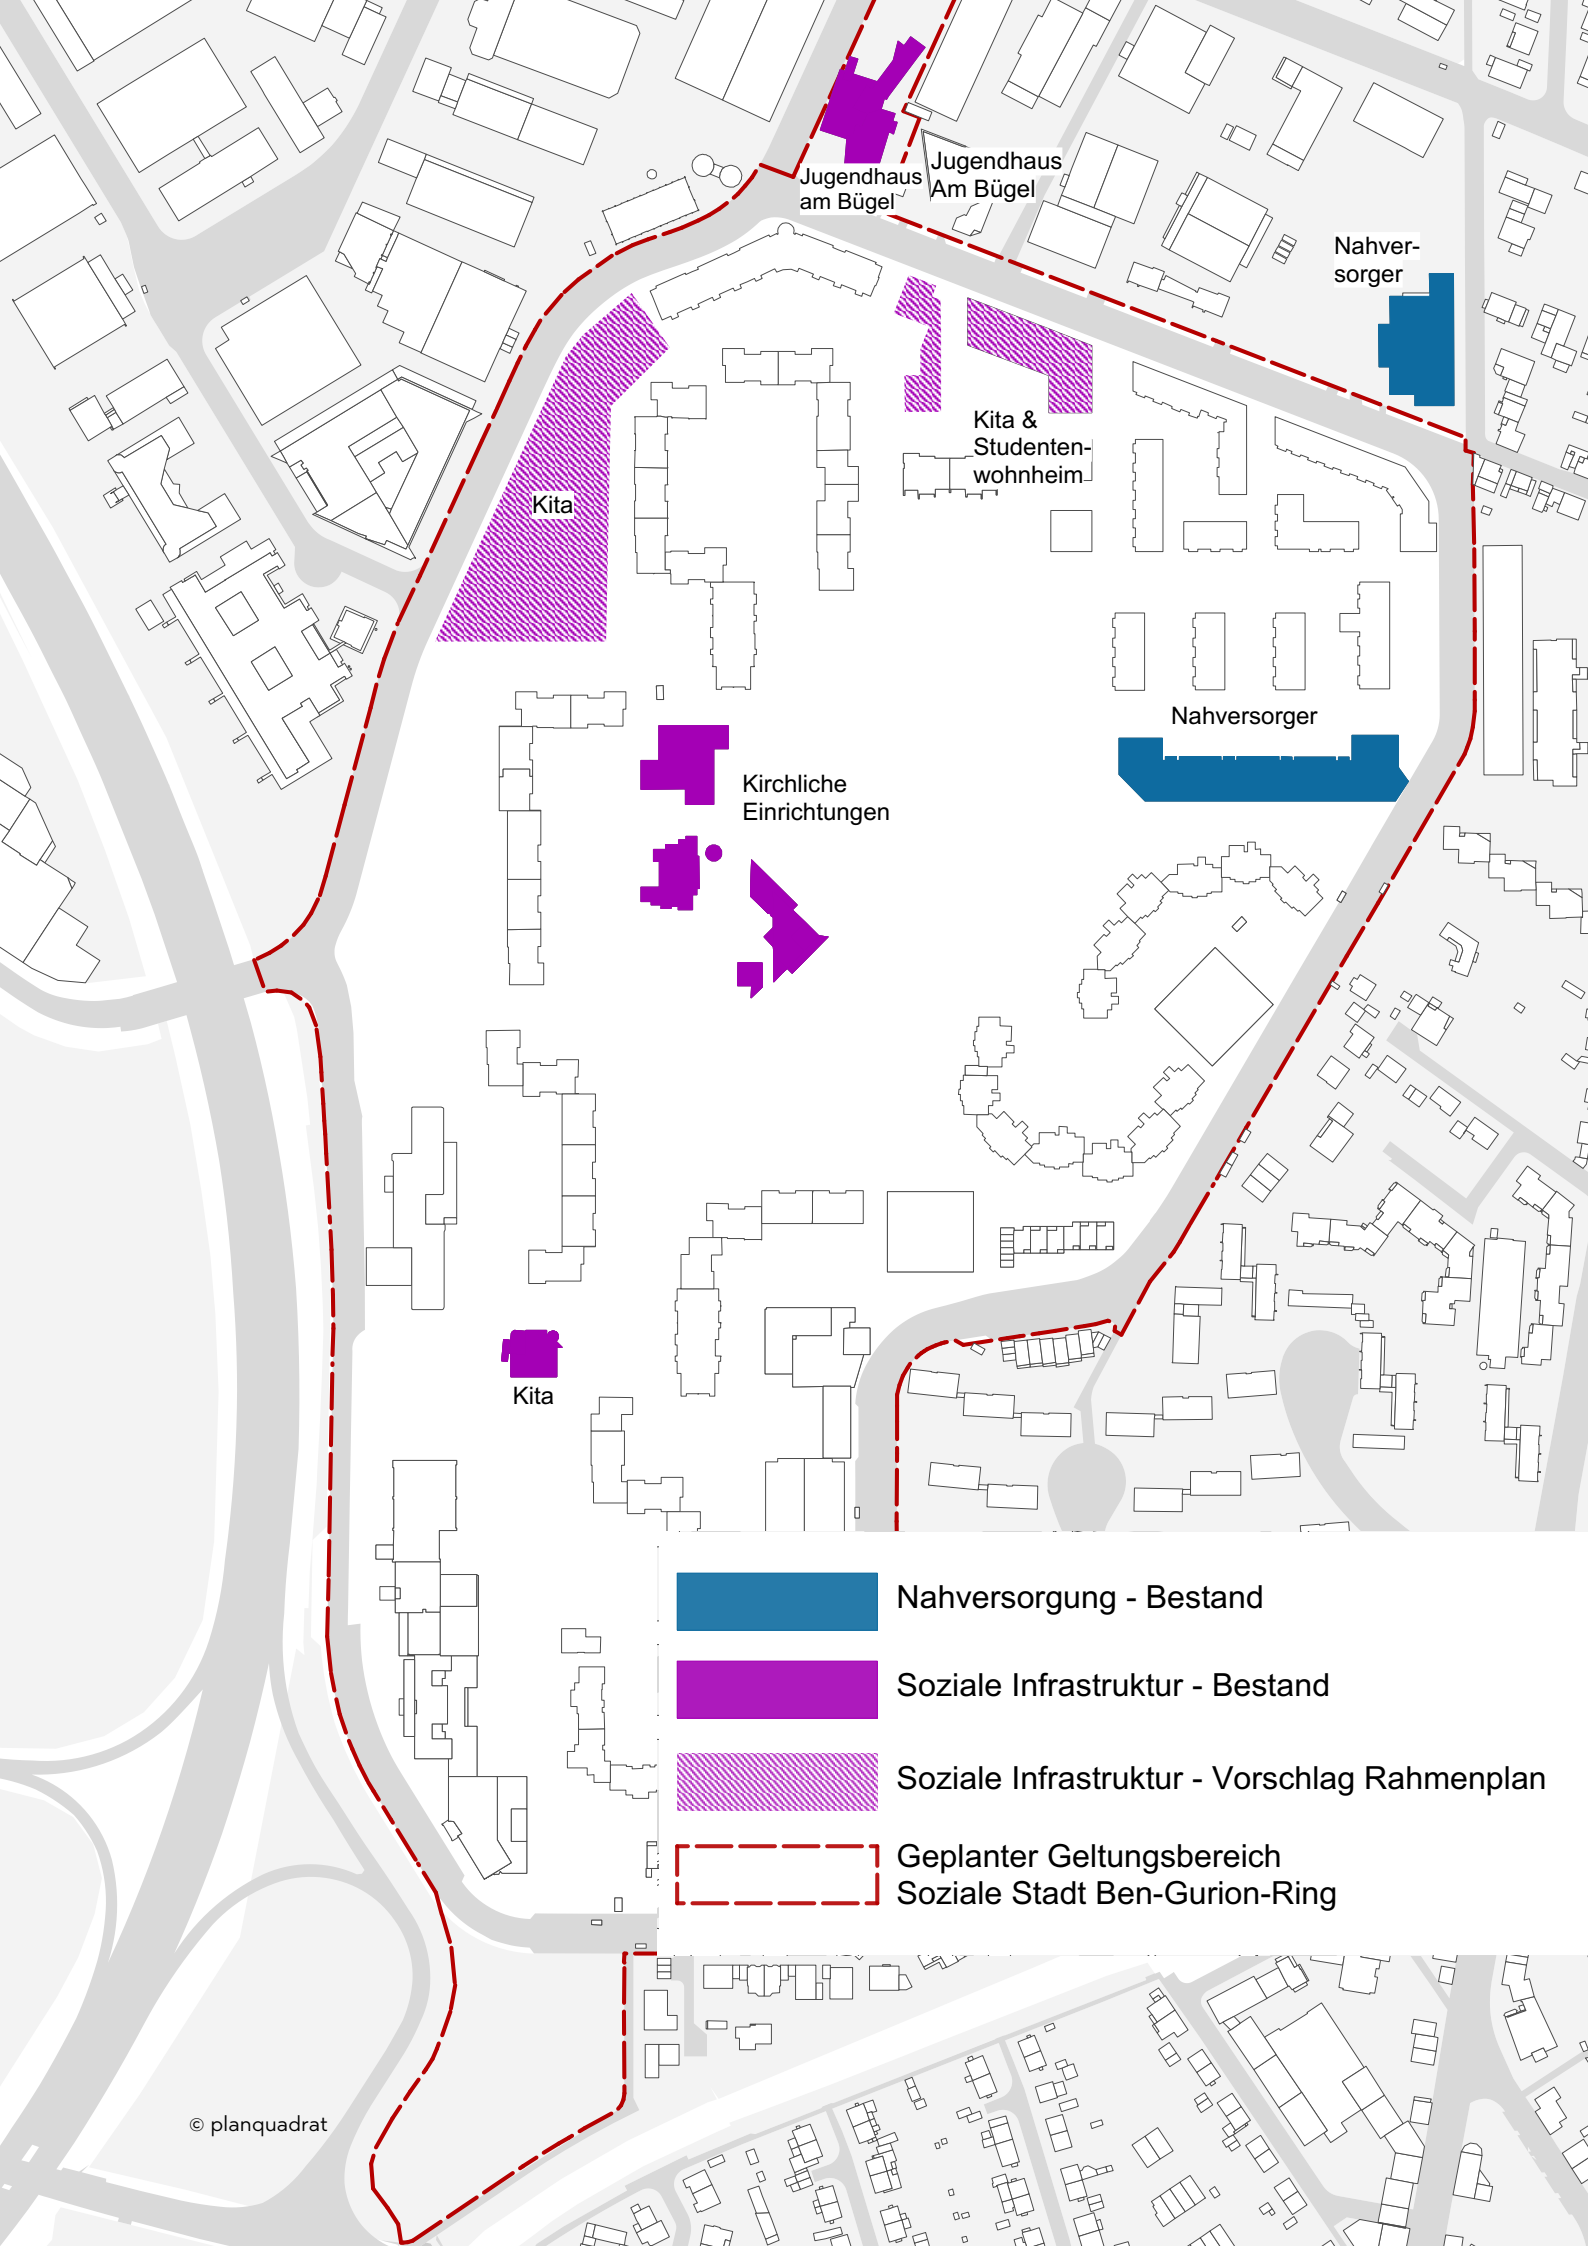 Jugendhaus
am Bügel
Jugendhaus
Am Bügel
Nahver-
sorger
Kita &
Studenten-
wohnheim
Kita
Nahversorger
Kirchliche
Einrichtungen
Kita
Nahversorgung - Bestand
Soziale Infrastruktur - Bestand
Soziale Infrastruktur - Vorschlag Rahmenplan
Geplanter Geltungsbereich
Soziale Stadt Ben-Gurion-Ring
© planquadrat